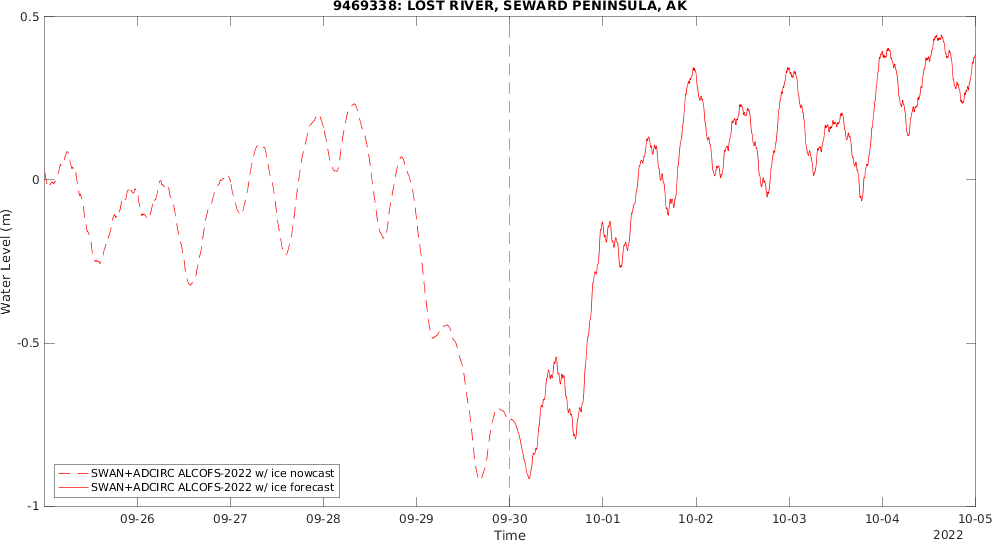 9469338: LOST RIVER, SEWARD PENINSULA, AK
0.5
0
-0.5
-1
Water Level (m)
SWAN+ADCIRC ALCOFS-2022 w/ ice nowcast
SWAN+ADCIRC ALCOFS-2022 w/ ice forecast
09-26 09-27 09-28 09-29 09-30 10-01 10-02 10-03 10-04 10-05
Time
2022